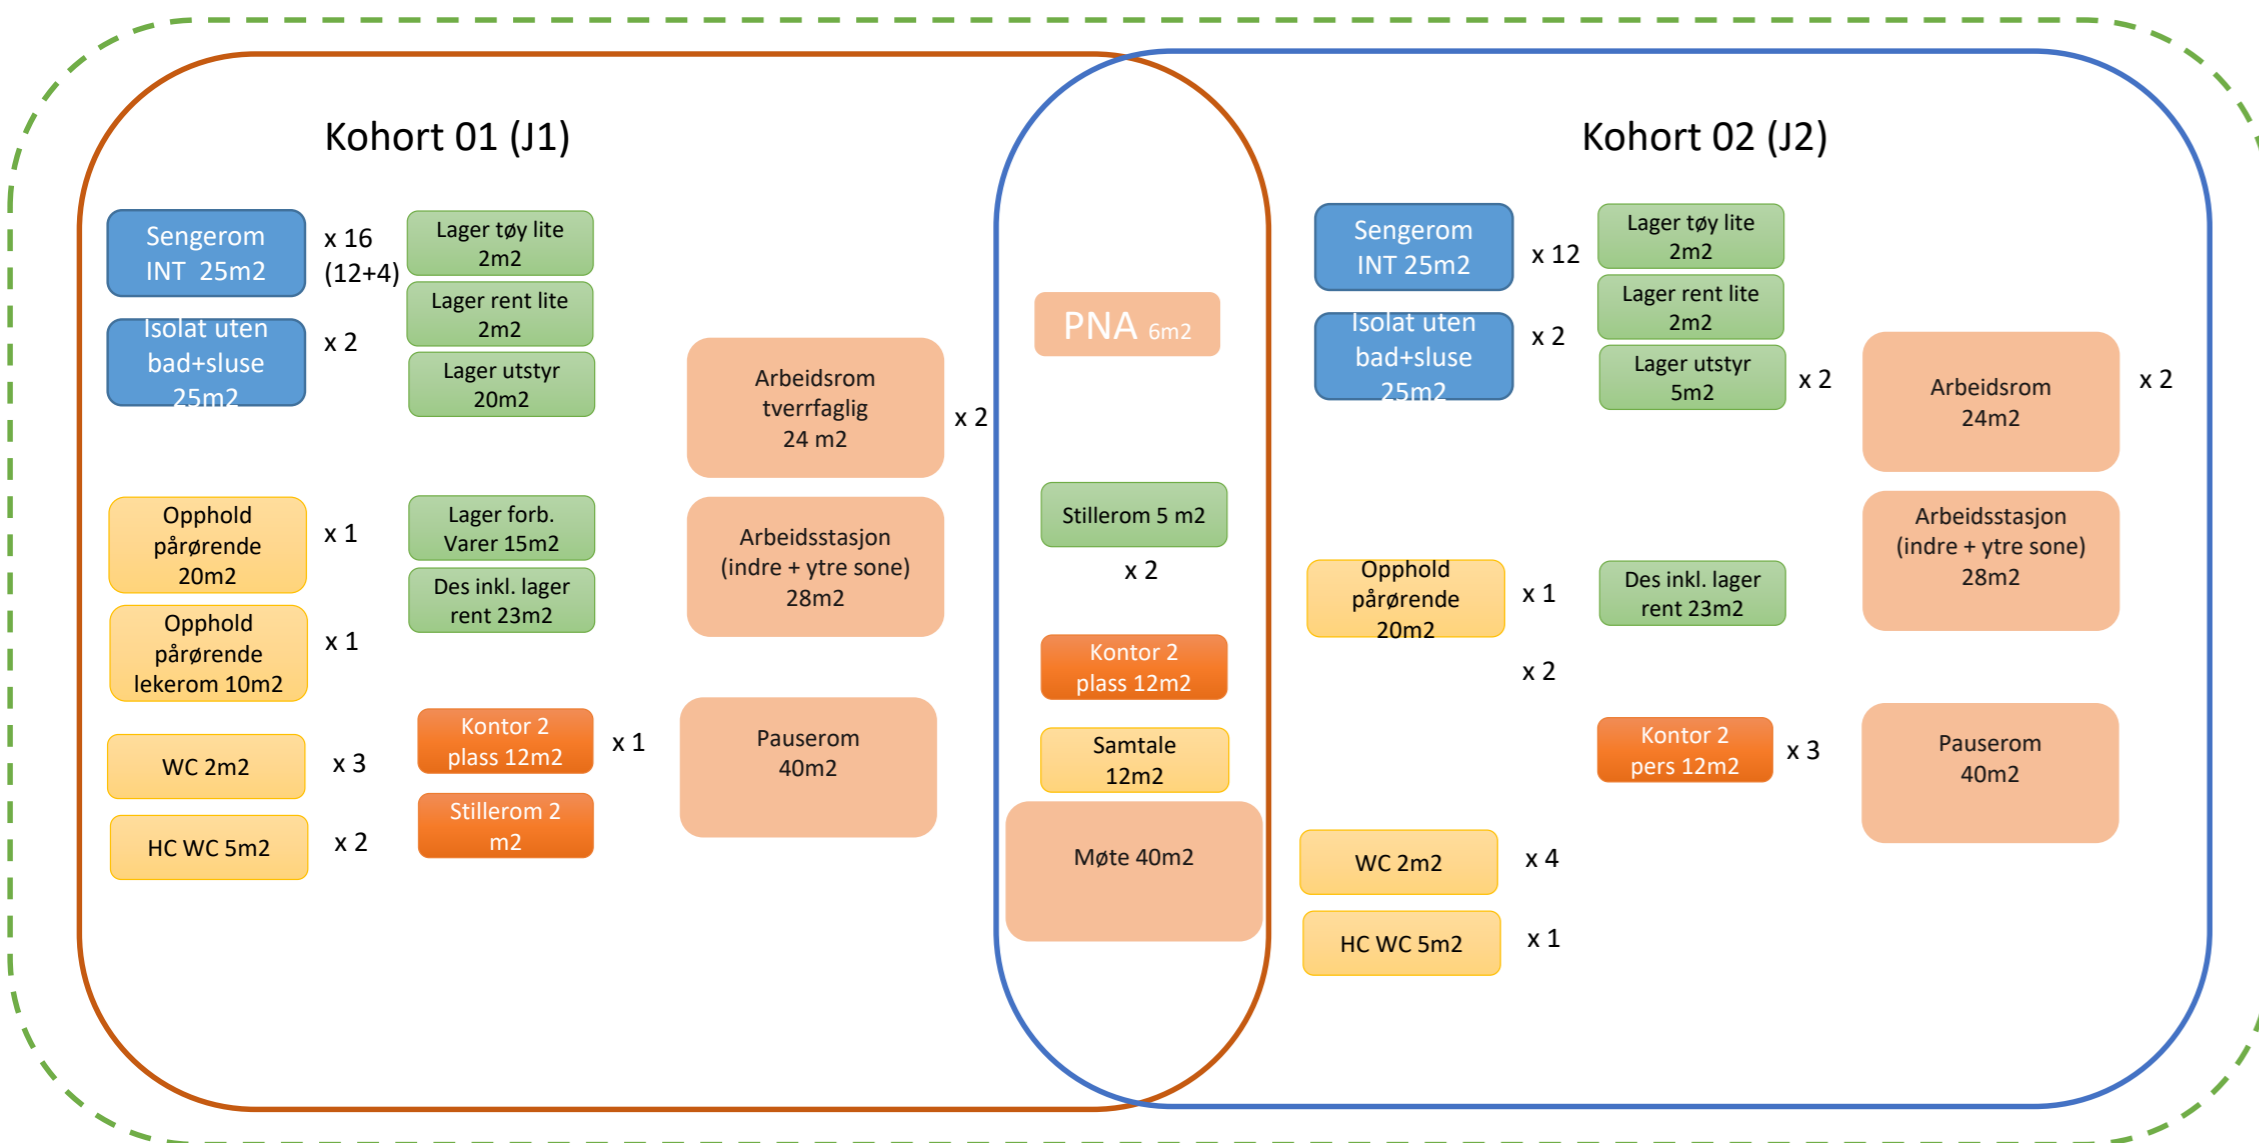 Kohort 01 (J1)
Sengerom
INT 25m2
x 16
(12+4)
Isolat uten
bad+sluse
25m2
x 2
Lager tøy lite
2m2
Lager rent lite
2m2
Lager utstyr
20m2
Arbeidsrom
tverrfaglig
24 m2
x 2
Opphold
pårørende
20m2
x 1
Opphold
pårørende
lekerom 10m2
x 1
Lager forb.
Varer 15m2
Des inkl. lager
rent 23m2
Arbeidsstasjon
(indre + ytre sone)
28m2
WC 2m2
x 3
HC WC 5m2
x 2
Kontor 2
plass 12m2
x 1
Stillerom 2
m2
Pauserom
40m2
PNA 6m2
Stillerom 5 m2
x 2
Kontor 2
plass 12m2
Samtale
12m2
Møte 40m2
Kohort 02 (J2)
Sengerom
INT 25m2
x 12
Isolat uten
bad+sluse
25m2
x 2
Lager tøy lite
2m2
Lager rent lite
2m2
Lager utstyr
5m2
x 2
Arbeidsrom
24m2
x 2
Arbeidsstasjon
(indre + ytre sone)
28m2
Opphold
pårørende
20m2
x 1
x 2
Des inkl. lager
rent 23m2
Kontor 2
pers 12m2
x 3
Pauserom
40m2
WC 2m2
x 4
HC WC 5m2
x 1